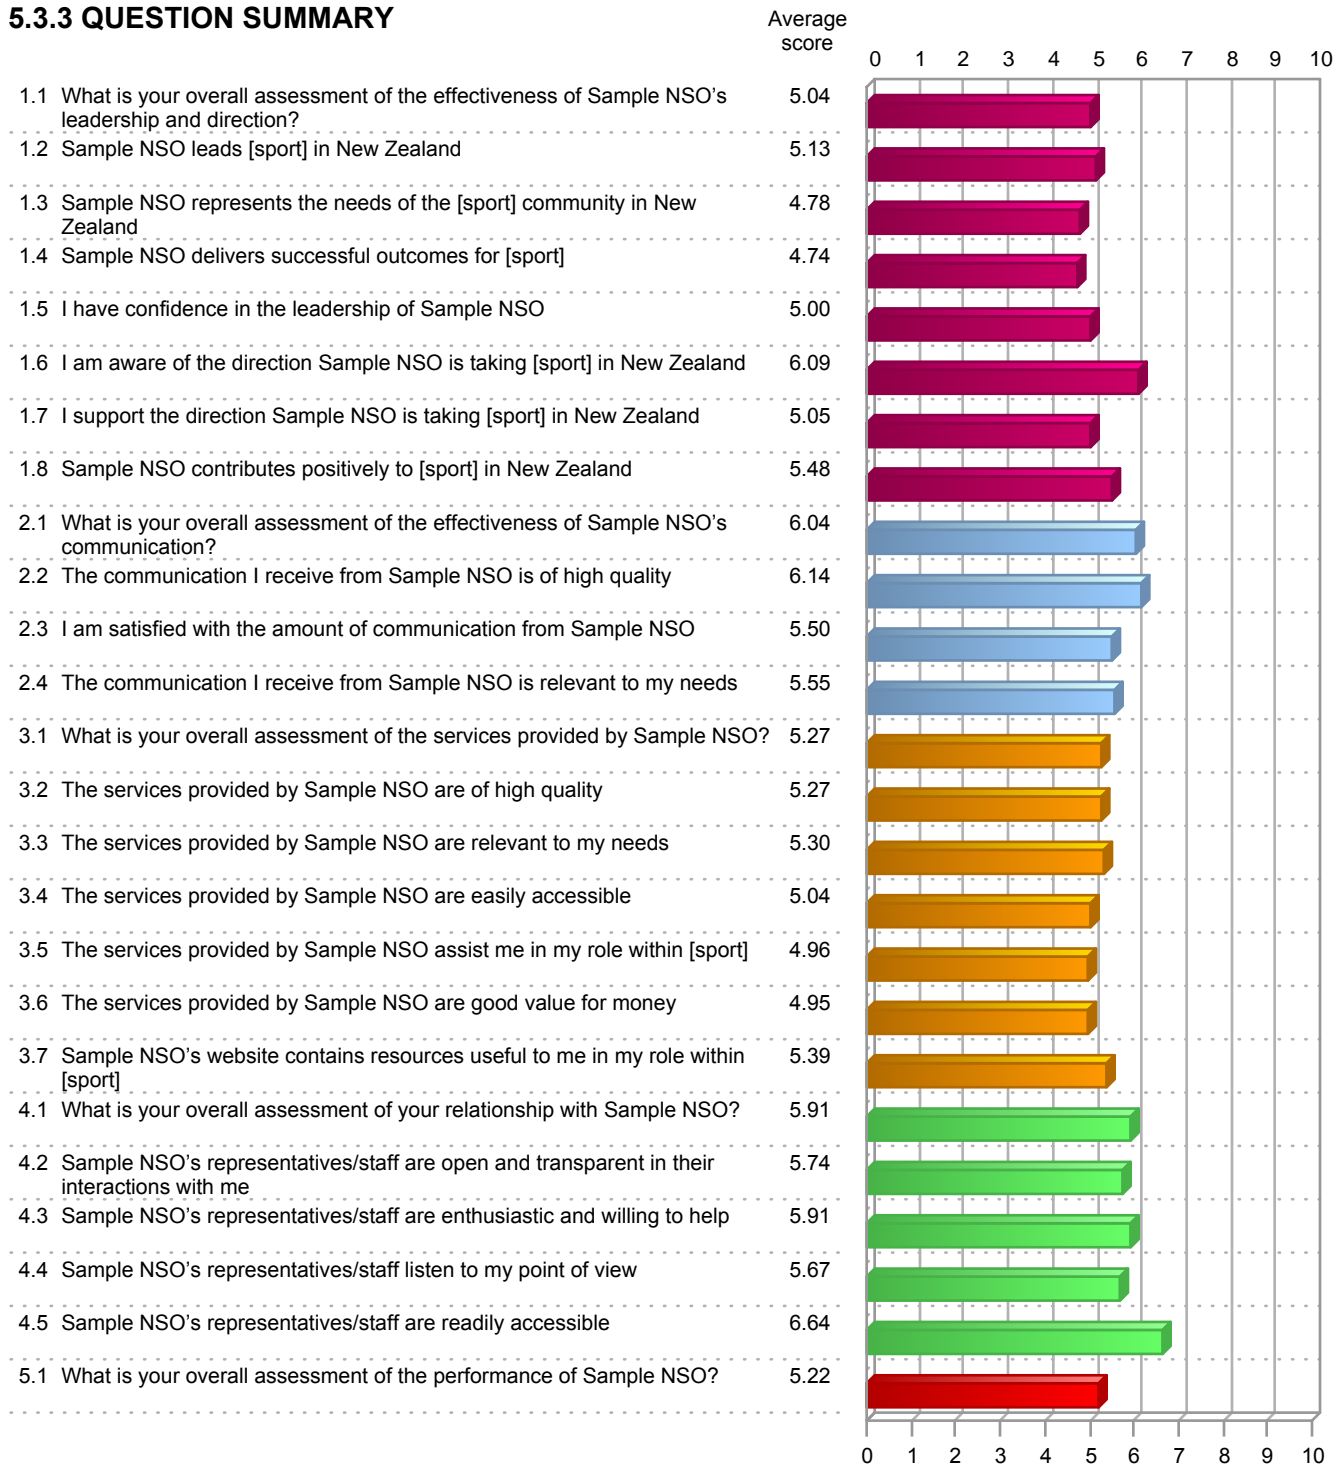 5.3.3 QUESTION SUMMARY
Average
score
0 1 2 3 4 5 6 7 8 9 10
1.1 What is your overall assessment of the effectiveness of Sample NSO’s 5.04
leadership and direction?
1.2 Sample NSO leads [sport] in New Zealand 5.13
1.3 Sample NSO represents the needs of the [sport] community in New 4.78
Zealand
1.4 Sample NSO delivers successful outcomes for [sport] 4.74
1.5 I have confidence in the leadership of Sample NSO 5.00
1.6 I am aware of the direction Sample NSO is taking [sport] in New Zealand 6.09
1.7 I support the direction Sample NSO is taking [sport] in New Zealand 5.05
1.8 Sample NSO contributes positively to [sport] in New Zealand 5.48
2.1 What is your overall assessment of the effectiveness of Sample NSO’s 6.04
communication?
2.2 The communication I receive from Sample NSO is of high quality 6.14
2.3 I am satisfied with the amount of communication from Sample NSO 5.50
2.4 The communication I receive from Sample NSO is relevant to my needs 5.55
3.1 What is your overall assessment of the services provided by Sample NSO? 5.27
3.2 The services provided by Sample NSO are of high quality 5.27
3.3 The services provided by Sample NSO are relevant to my needs 5.30
3.4 The services provided by Sample NSO are easily accessible 5.04
3.5 The services provided by Sample NSO assist me in my role within [sport] 4.96
3.6 The services provided by Sample NSO are good value for money 4.95
3.7 Sample NSO’s website contains resources useful to me in my role within 5.39
[sport]
4.1 What is your overall assessment of your relationship with Sample NSO? 5.91
4.2 Sample NSO’s representatives/staff are open and transparent in their 5.74
interactions with me
4.3 Sample NSO’s representatives/staff are enthusiastic and willing to help 5.91
4.4 Sample NSO’s representatives/staff listen to my point of view 5.67
4.5 Sample NSO’s representatives/staff are readily accessible 6.64
5.1 What is your overall assessment of the performance of Sample NSO? 5.22
0 1 2 3 4 5 6 7 8 9 10